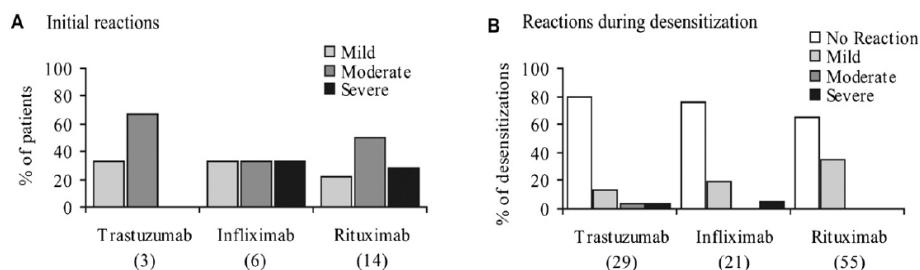 A Initial reactions
Mild
Moderate
Severe
% of patients
100
80
60
40
20
0
Trastuzumab Infliximab Rituximab
(3) (6) (14)
B Reactions during desensitization
No Reaction
Mild
Moderate
Severe
% of desensitizations
100
80
60
40
20
0
Trastuzumab Infliximab Rituximab
(29) (21) (55)